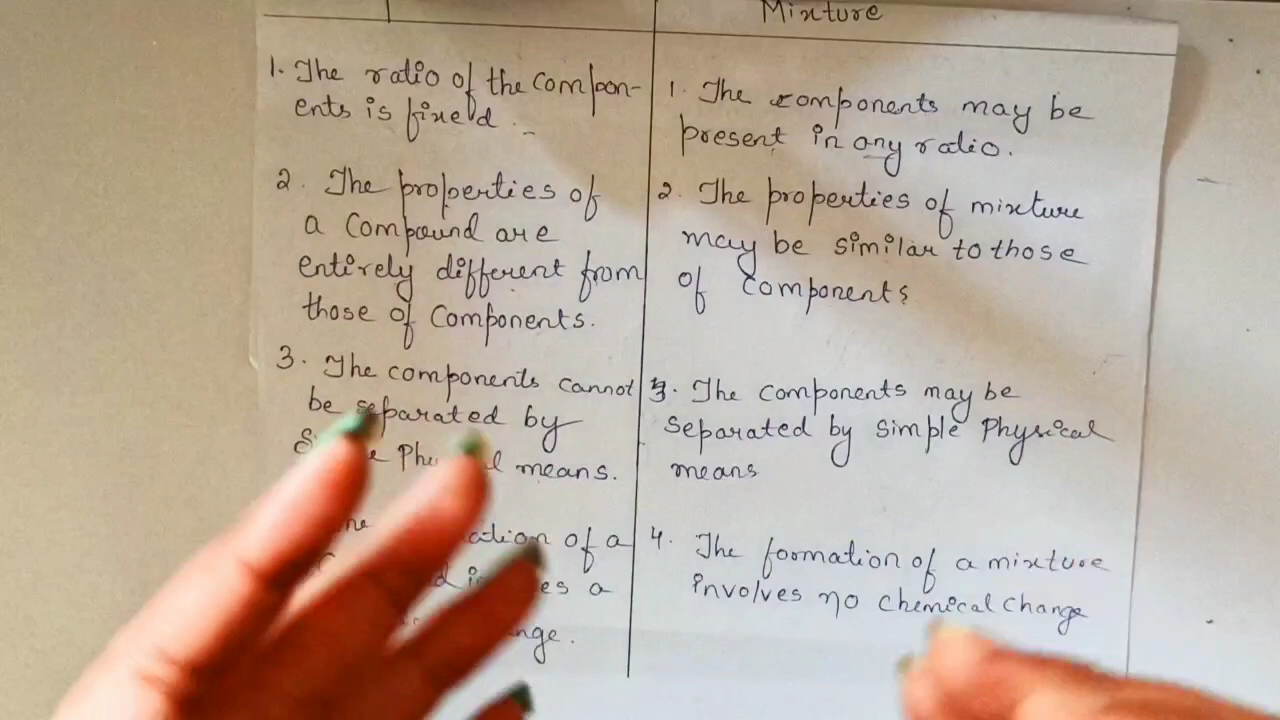 Mixture
1. The ratio of the compon-
ents is fixed.
2. The properties of
a Compound are
entirely different from
those of Components.
3. The components cannot
be separated by
means.
of a
a
1. The components may be
present in any ratio.
2. The properties of mixture
may be similar to those
of components
3. The components may be
separated by simple Physical
means
4. The formation of a mixture
involves no chemical change